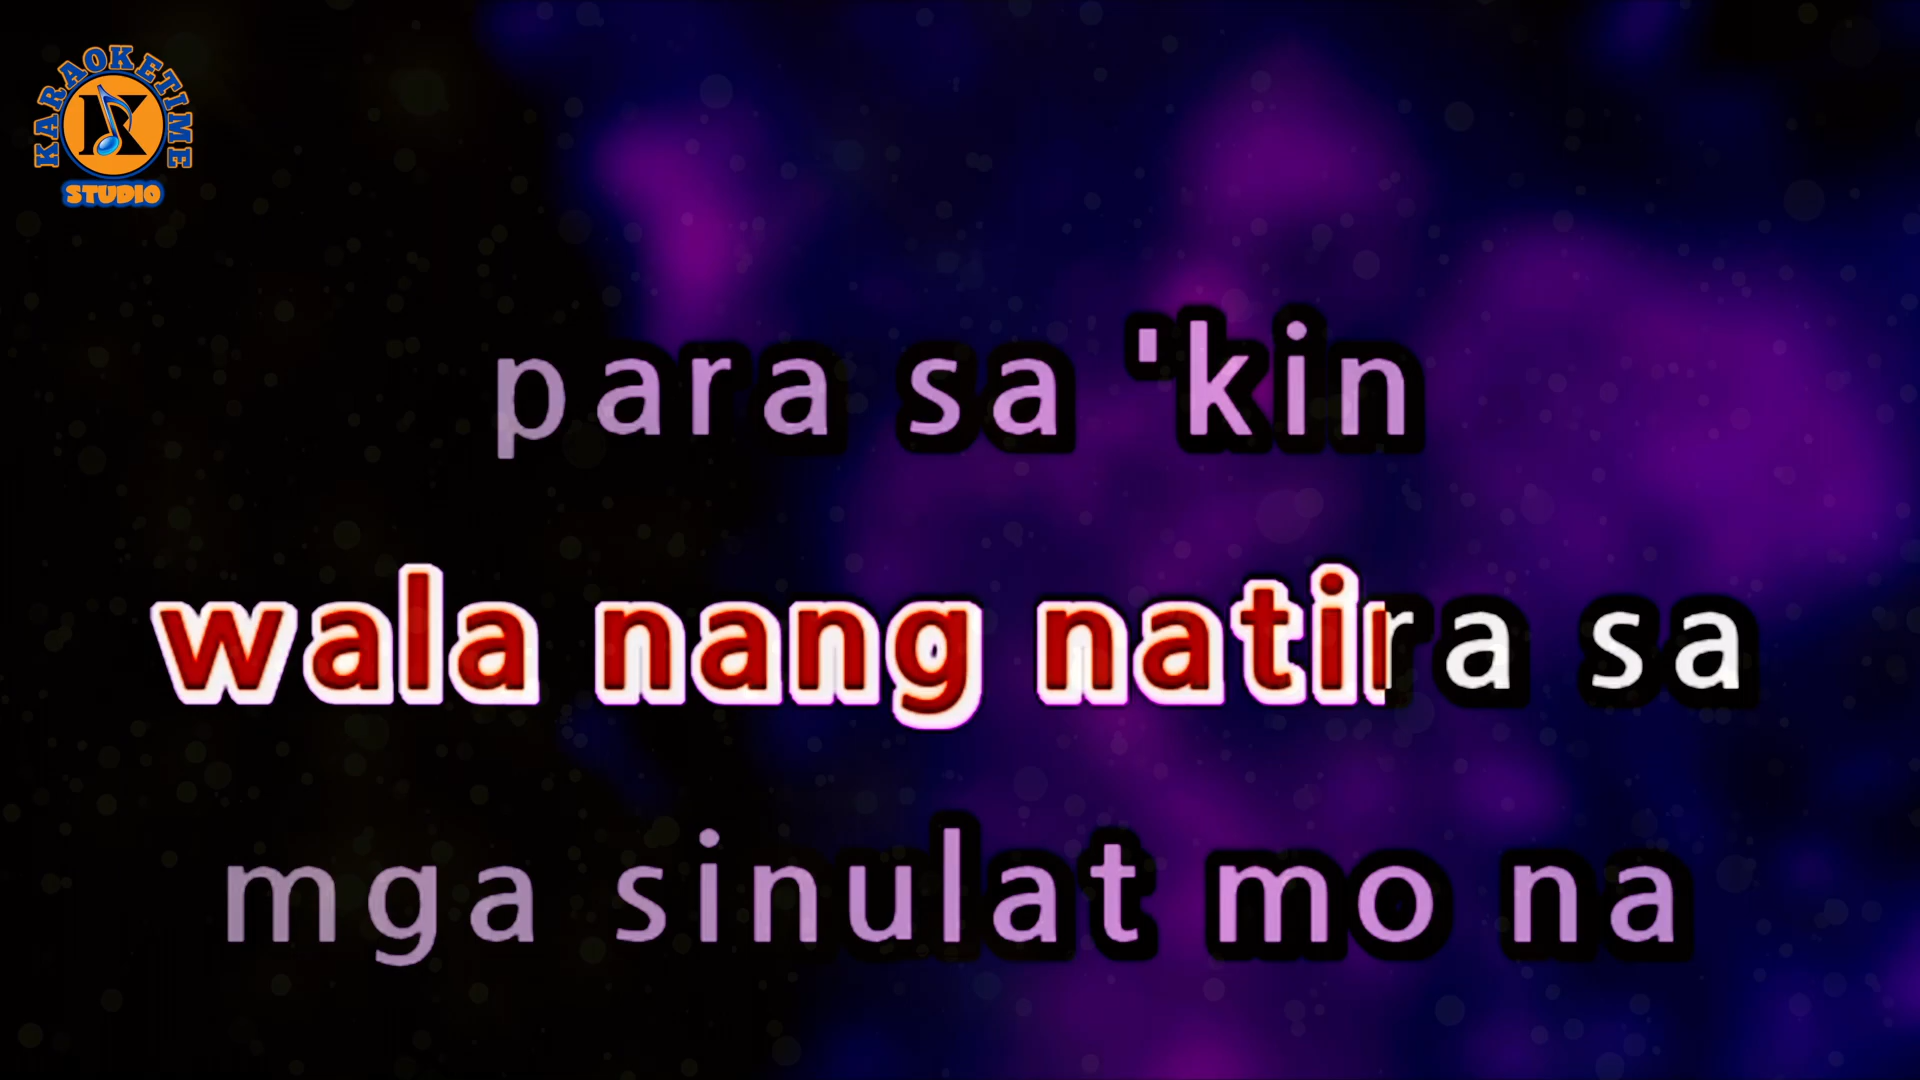 KARAOKETIME
STUDIO
para sa 'kin
wala nang natira sa
mga sinulat mo na